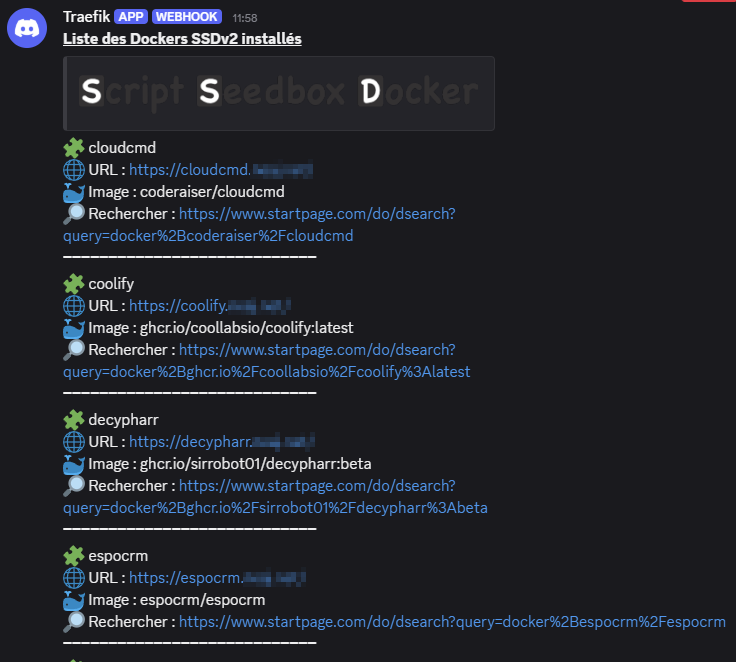 Traefik APP WEBHOOK 11:58
Liste des Dockers SSDv2 installés
Script Seedbox Docker
cloudcmd
URL : https://cloudcmd.
Image : coderaiser/cloudcmd
Rechercher : https://www.startpage.com/do/dsearch?
query=docker%2Bcoderaiser%2Fcloudcmd
----------------------------
coolify
URL : https://coolify.
Image : ghcr.io/coollabsio/coolify:latest
Rechercher : https://www.startpage.com/do/dsearch?
query=docker%2Bghcr.io%2Fcoollabsio%2Fcoolify%3Alatest
----------------------------
decypharr
URL : https://decypharr.
Image : ghcr.io/sirrobot01/decypharr:beta
Rechercher : https://www.startpage.com/do/dsearch?
query=docker%2Bghcr.io%2Fsirrobot01%2Fdecypharr%3Abeta
----------------------------
espocrm
URL : https://espocrm.
Image : espocrm/espocrm
Rechercher : https://www.startpage.com/do/dsearch?query=docker%2Bespocrm%2Fespocrm
----------------------------